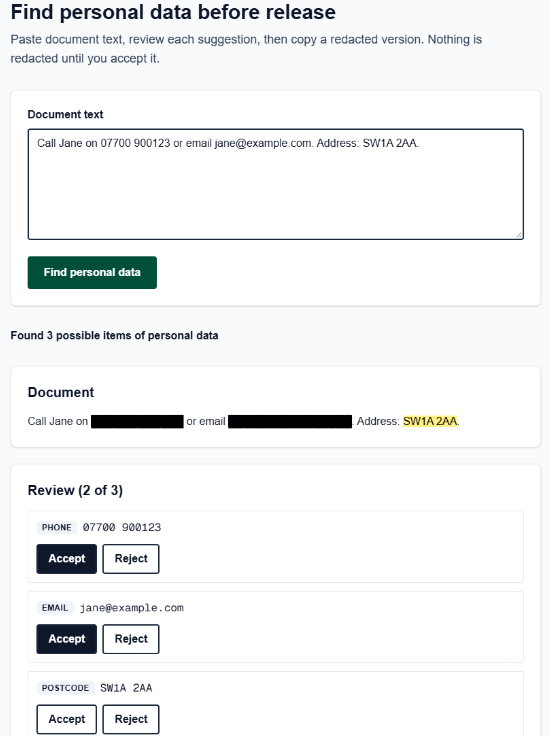 Find personal data before release
Paste document text, review each suggestion, then copy a redacted version. Nothing is
redacted until you accept it.
Document text
Call Jane on 07700 900123 or email jane@example.com. Address: SW1A 2AA.
Find personal data
Found 3 possible items of personal data
Document
Call Jane on or email . Address: SW1A 2AA.
Review (2 of 3)
PHONE 07700 900123
Accept Reject
EMAIL jane@example.com
Accept Reject
POSTCODE SW1A 2AA
Accept Reject